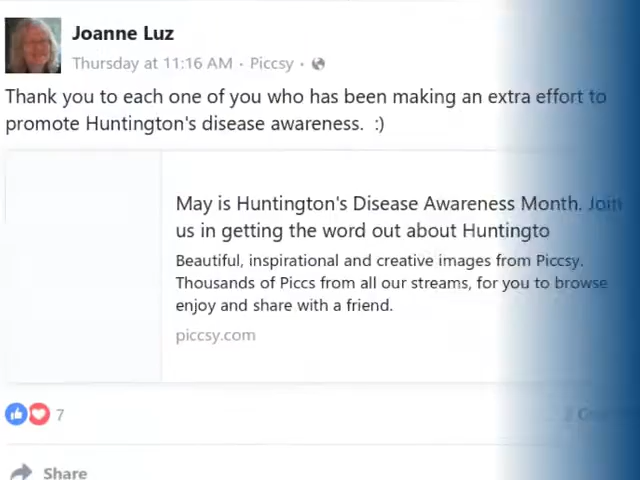 Joanne Luz
Thursday at 11:16 AM · Piccsy ·
Thank you to each one of you who has been making an extra effort to
promote Huntington's disease awareness.  :)
May is Huntington's Disease Awareness Month. Join
us in getting the word out about Huntingto
Beautiful, inspirational and creative images from Piccsy.
Thousands of Piccs from all our streams, for you to browse
enjoy and share with a friend.
piccsy.com
7
Share